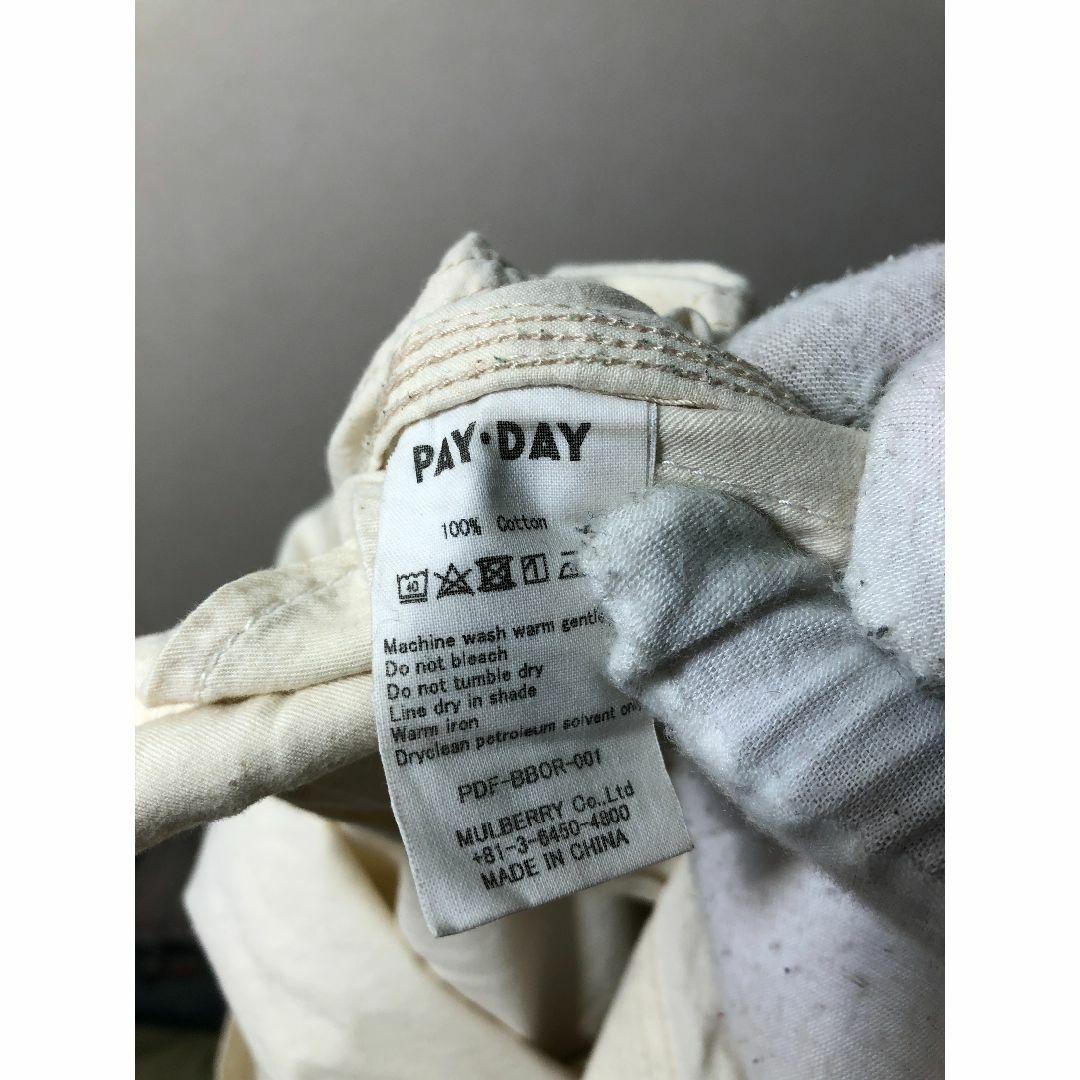 PAY·DAY
100% Cotton
40
Machine wash warm gentle
Do not bleach
Do not tumble dry
Line dry in shade
Warm iron
Dryclean petroleum solvent only
PDF-BBOR-001
MULBERRY Co.,Ltd
+81-3-6450-4800
MADE IN CHINA